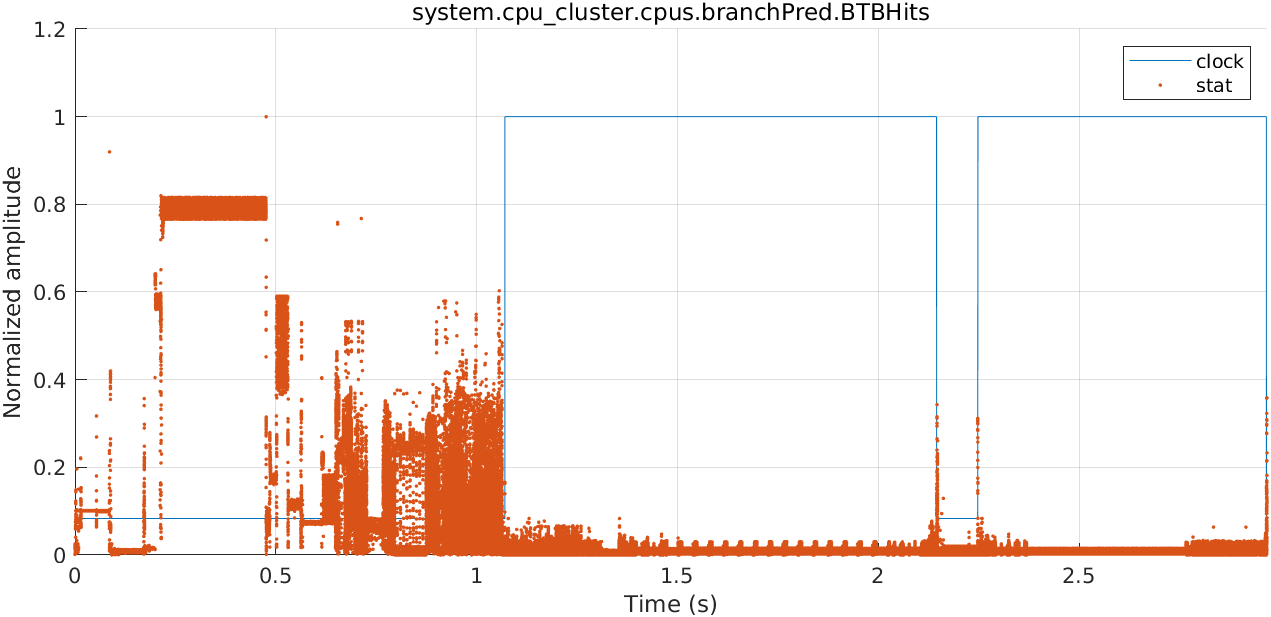 system.cpu_cluster.cpus.branchPred.BTBHits
1.2
1
0.8
0.6
0.4
0.2
0
Normalized amplitude
clock
stat
0 0.5 1 1.5 2 2.5
Time (s)